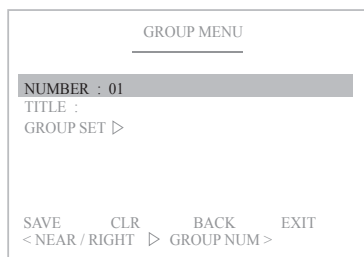 GROUP MENU
NUMBER : 01
TITLE :
GROUP SET ▷
SAVE CLR BACK EXIT
< NEAR / RIGHT ▷ GROUP NUM >